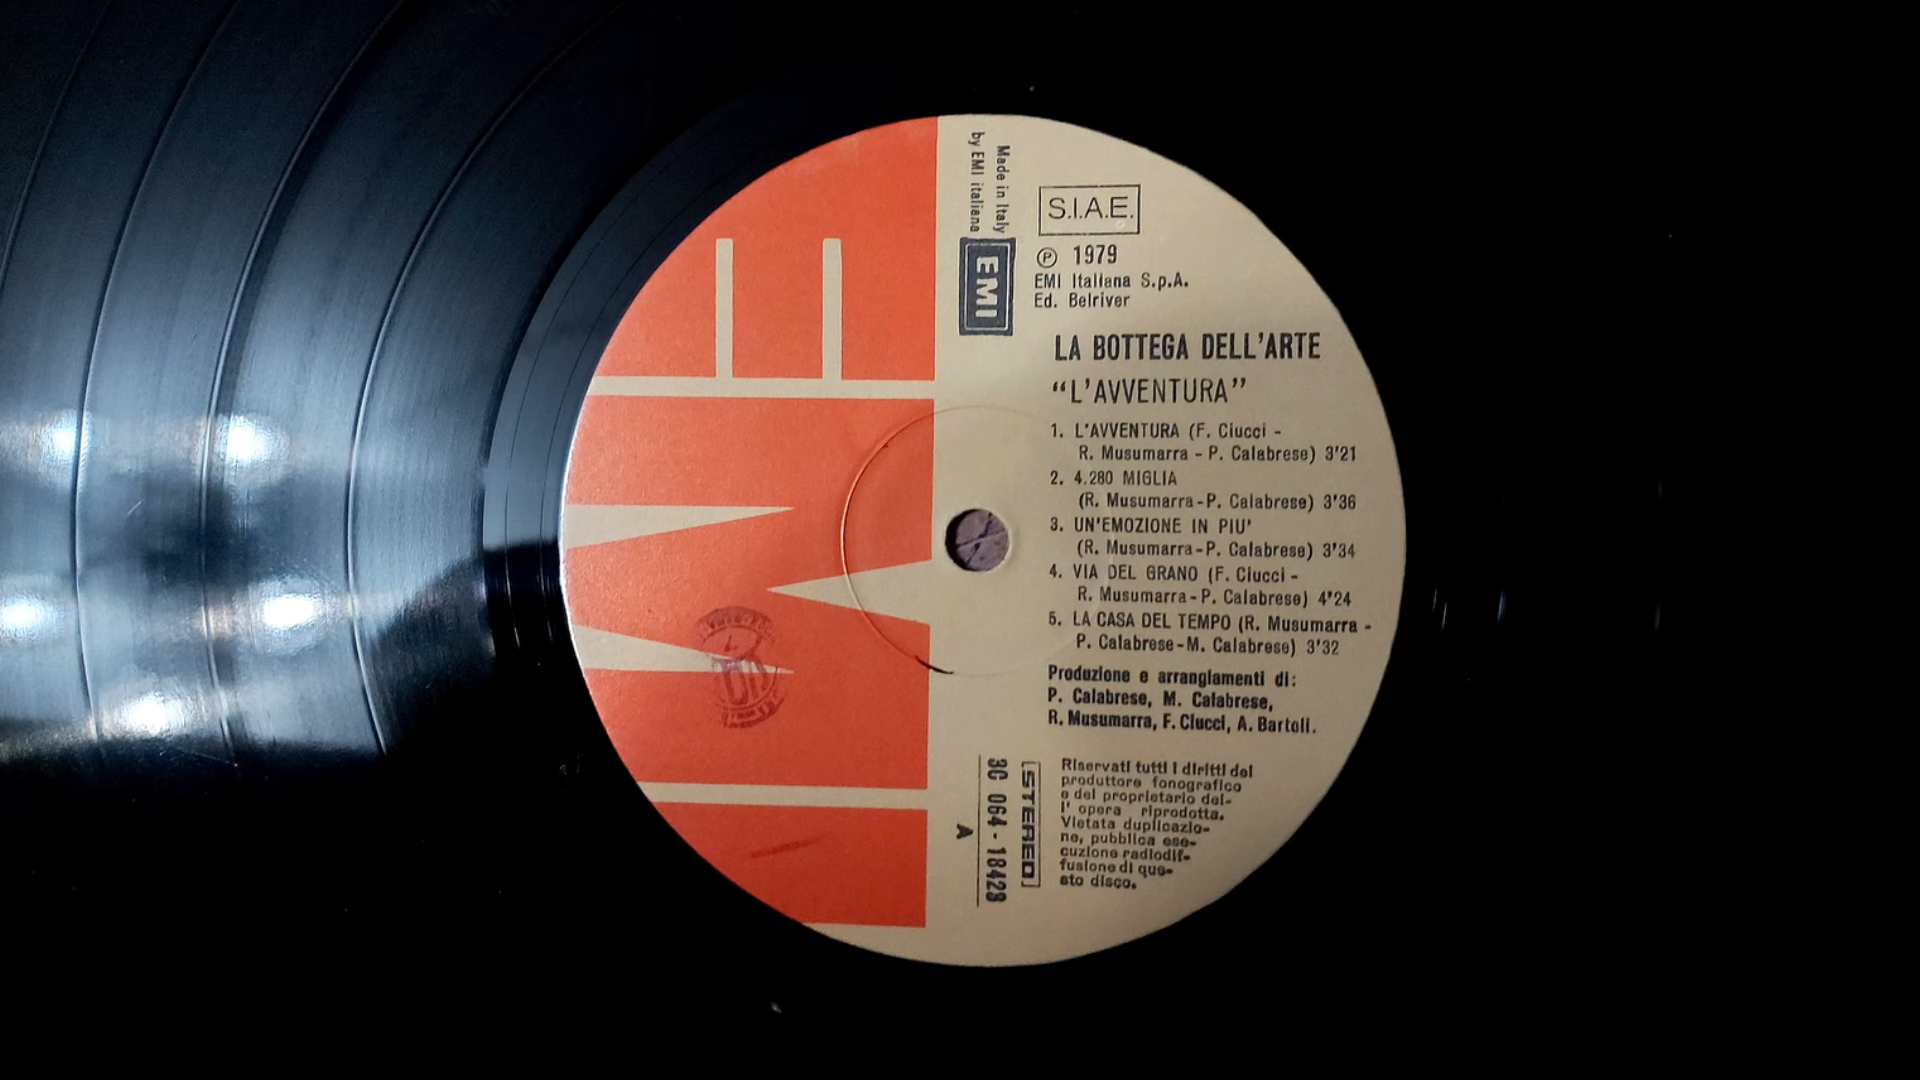 Made in Italy
by EMI italiana
EMI
S.I.A.E.
Ⓟ 1979
EMI Italiana S.p.A.
Ed. Belriver
LA BOTTEGA DELL'ARTE
“L'AVVENTURA”
1. L'AVVENTURA (F. Ciucci -
R. Musumarra - P. Calabrese) 3'21
2. 4.280 MIGLIA
(R. Musumarra-P. Calabrese) 3'36
3. UN'EMOZIONE IN PIU'
(R. Musumarra-P. Calabrese) 3'34
4. VIA DEL GRANO (F. Ciucci -
R. Musumarra-P. Calabrese) 4'24
5. LA CASA DEL TEMPO (R. Musumarra -
P. Calabrese-M. Calabrese) 3'32
Produzione e arrangiamenti di:
P. Calabrese, M. Calabrese,
R. Musumarra, F. Ciucci, A. Bartoli.
STEREO
3C 064-18428
A
Riservati tutti i diritti del
produttore fonografico
e del proprietario del-
l' opera riprodotta.
Vietata duplicazio-
ne, pubblica ese-
cuzione radiodif-
fusione di que-
sto disco.
EMI